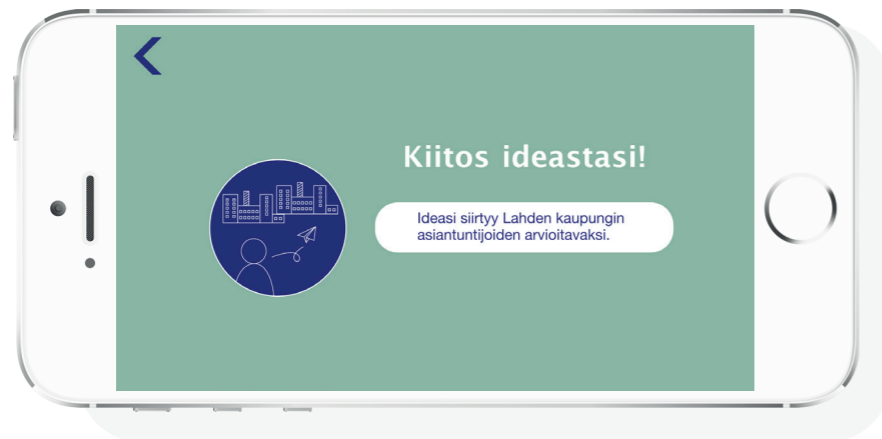 Kiitos ideastasi!
Ideasi siirtyy Lahden kaupungin
asiantuntijoiden arvioitavaksi.